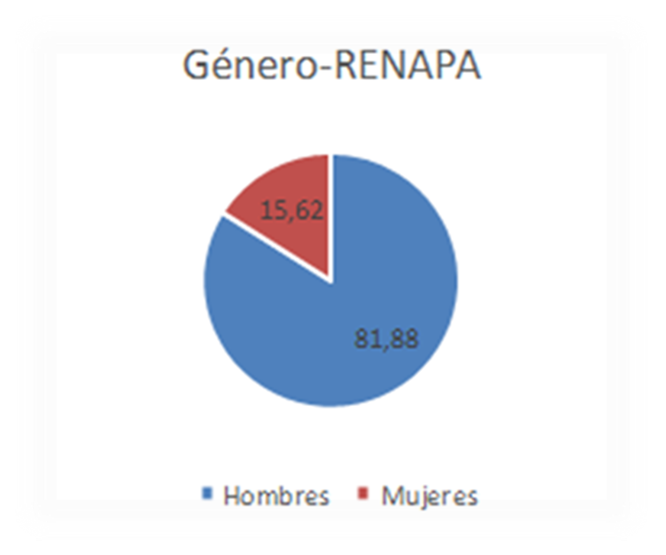 Género-RENAPA
15,62
81,88
Hombres Mujeres